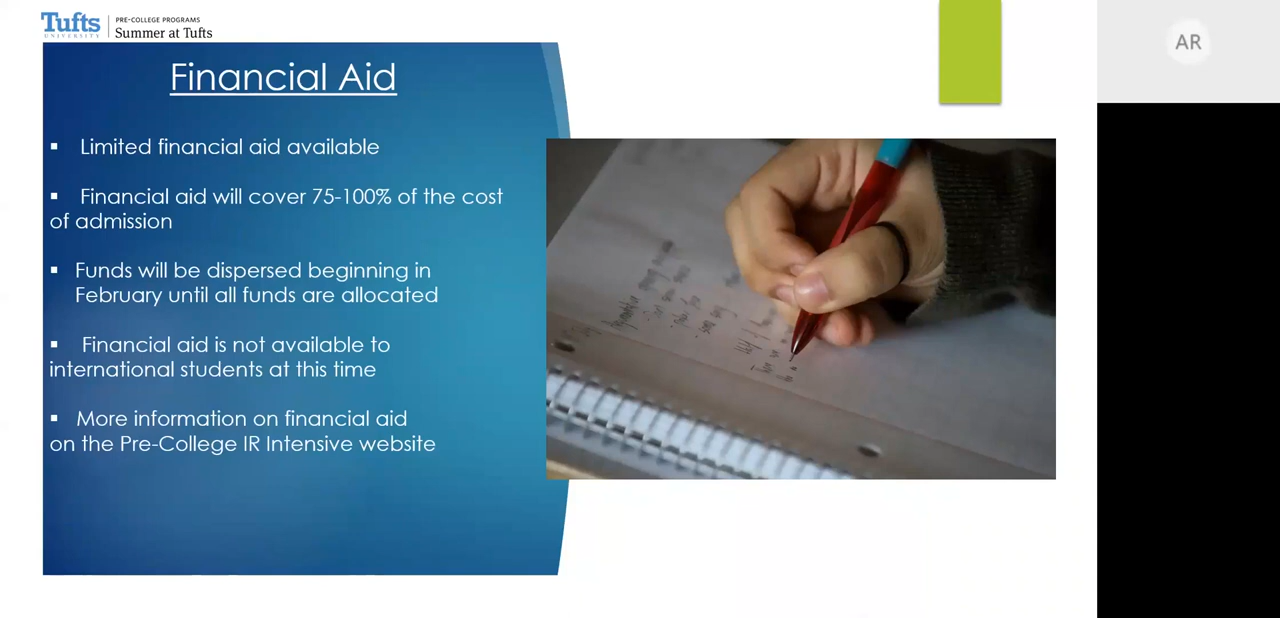 Tufts
UNIVERSITY
PRE-COLLEGE PROGRAMS
Summer at Tufts
AR
Financial Aid
▪ Limited financial aid available
▪ Financial aid will cover 75-100% of the cost
of admission
▪ Funds will be dispersed beginning in
February until all funds are allocated
▪ Financial aid is not available to
international students at this time
▪ More information on financial aid
on the Pre-College IR Intensive website